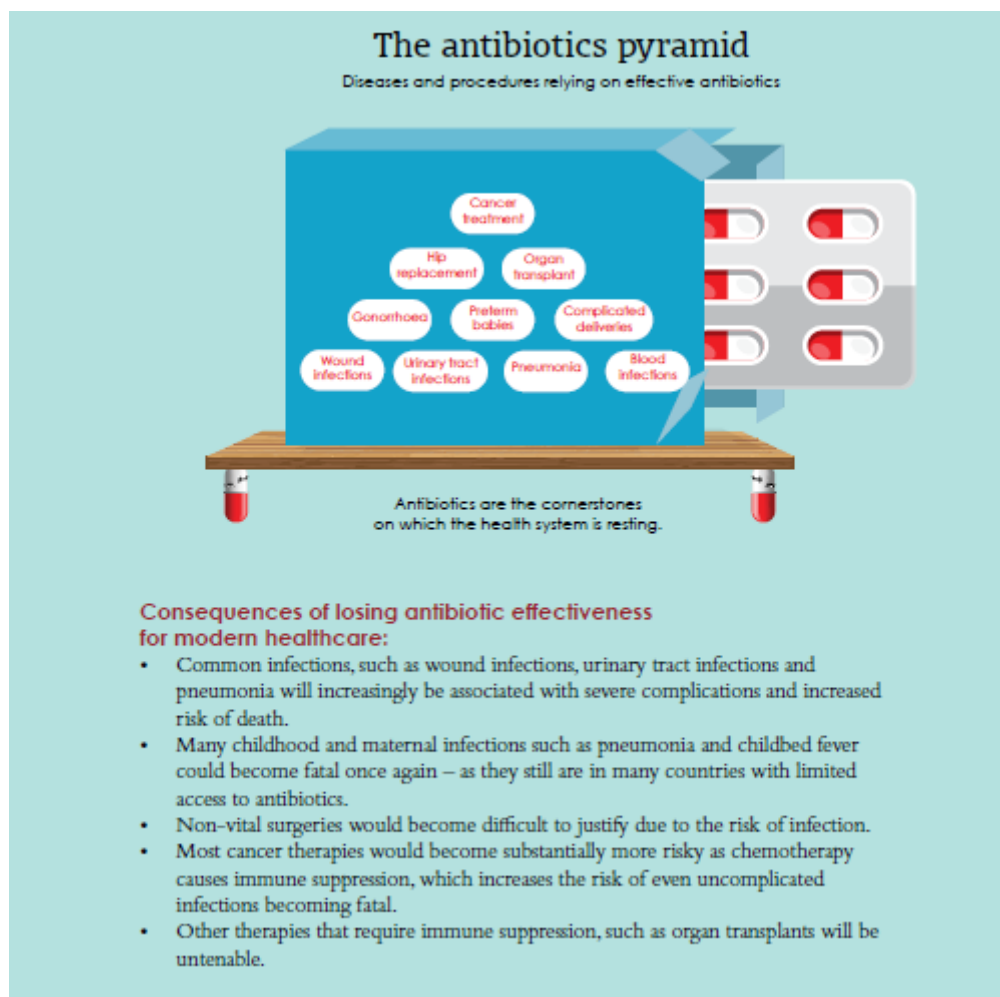 The antibiotics pyramid
Diseases and procedures relying on effective antibiotics
Cancer
treatment
Hip
replacement
Organ
transplant
Gonorrhoea
Preterm
babies
Complicated
deliveries
Wound
infections
Urinary tract
infections
Pneumonia
Blood
infections
Antibiotics are the cornerstones
on which the health system is resting.
Consequences of losing antibiotic effectiveness
for modern healthcare:
• Common infections, such as wound infections, urinary tract infections and
pneumonia will increasingly be associated with severe complications and increased
risk of death.
• Many childhood and maternal infections such as pneumonia and childbed fever
could become fatal once again – as they still are in many countries with limited
access to antibiotics.
• Non-vital surgeries would become difficult to justify due to the risk of infection.
• Most cancer therapies would become substantially more risky as chemotherapy
causes immune suppression, which increases the risk of even uncomplicated
infections becoming fatal.
• Other therapies that require immune suppression, such as organ transplants will be
untenable.